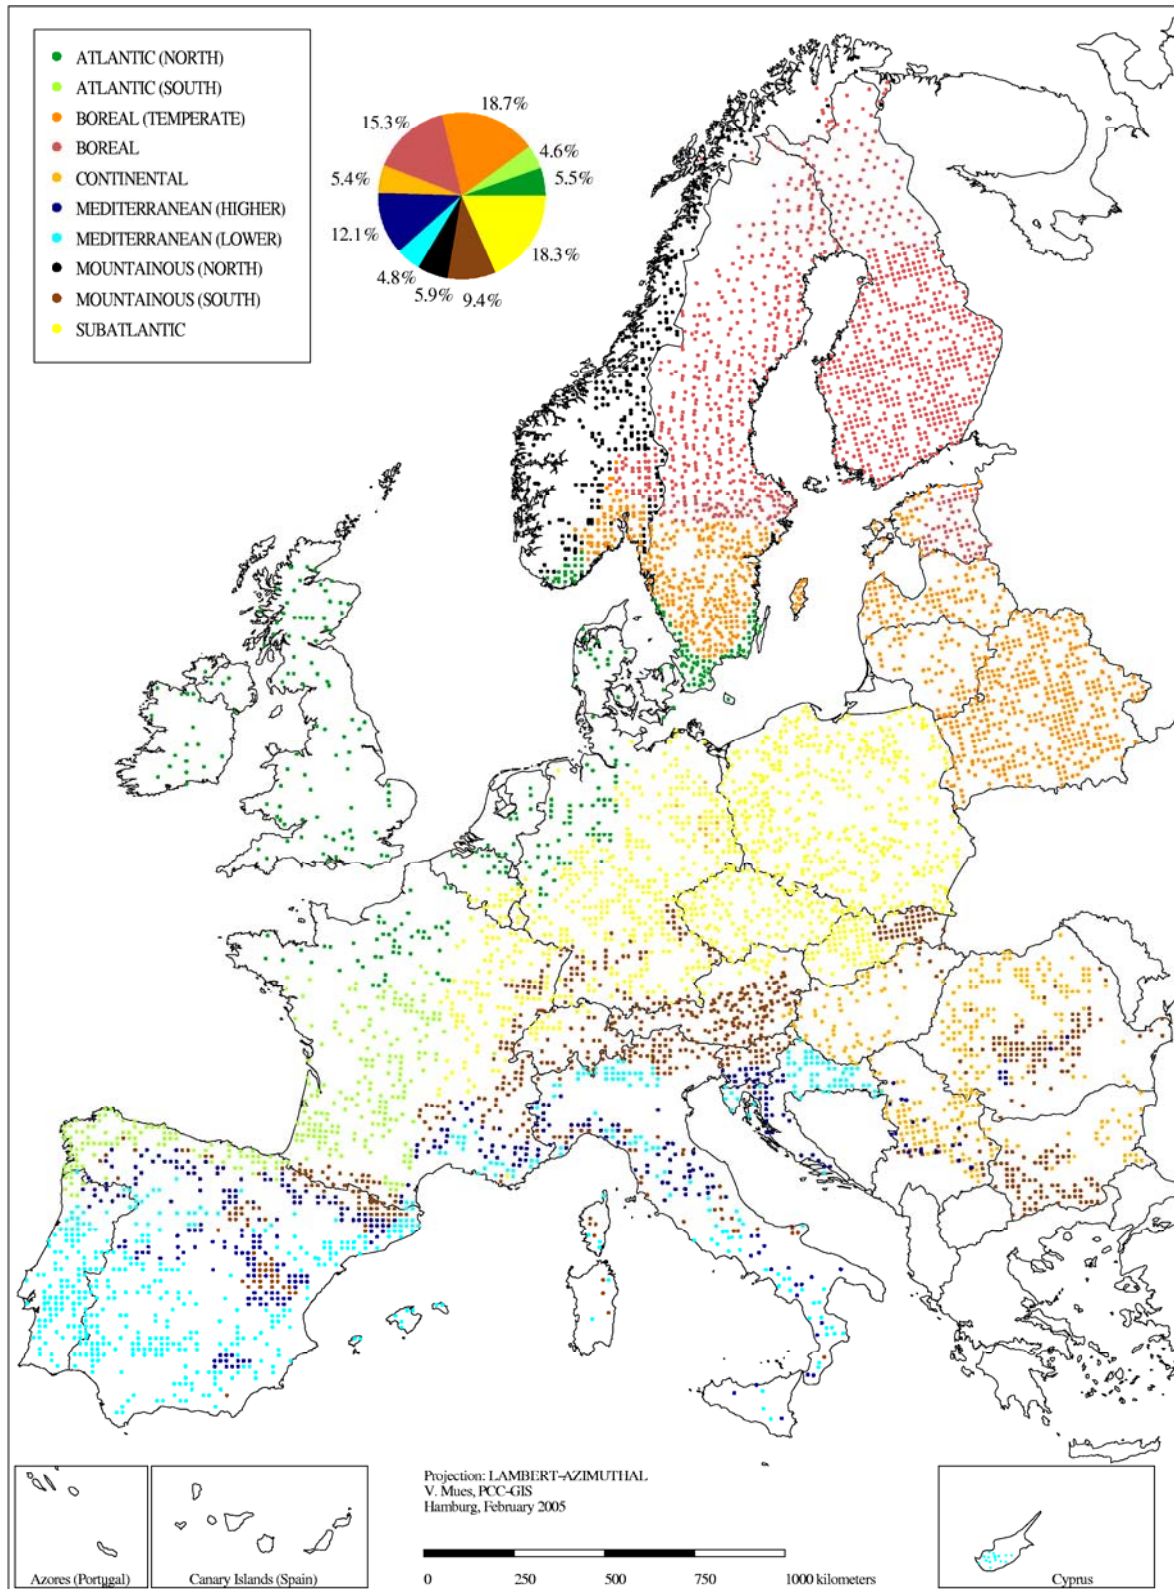 ATLANTIC (NORTH)
ATLANTIC (SOUTH)
BOREAL (TEMPERATE)
BOREAL
CONTINENTAL
MEDITERRANEAN (HIGHER)
MEDITERRANEAN (LOWER)
MOUNTAINOUS (NORTH)
MOUNTAINOUS (SOUTH)
SUBATLANTIC
18.7%
15.3%
4.6%
5.4%
5.5%
12.1%
18.3%
4.8%
5.9%
9.4%
Projection: LAMBERT-AZIMUTHAL
V. Mues, PCC-GIS
Hamburg, February 2005
0 250 500 750 1000 kilometers
Azores (Portugal)
Canary Islands (Spain)
Cyprus